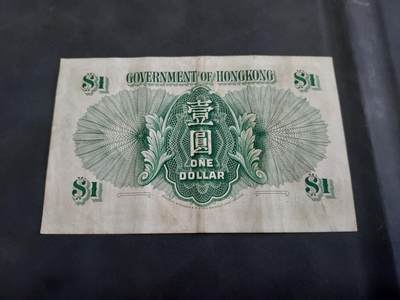 $1 GOVERNMENT OF HONGKONG $1
壹
圓
ONE
DOLLAR
$1 $1